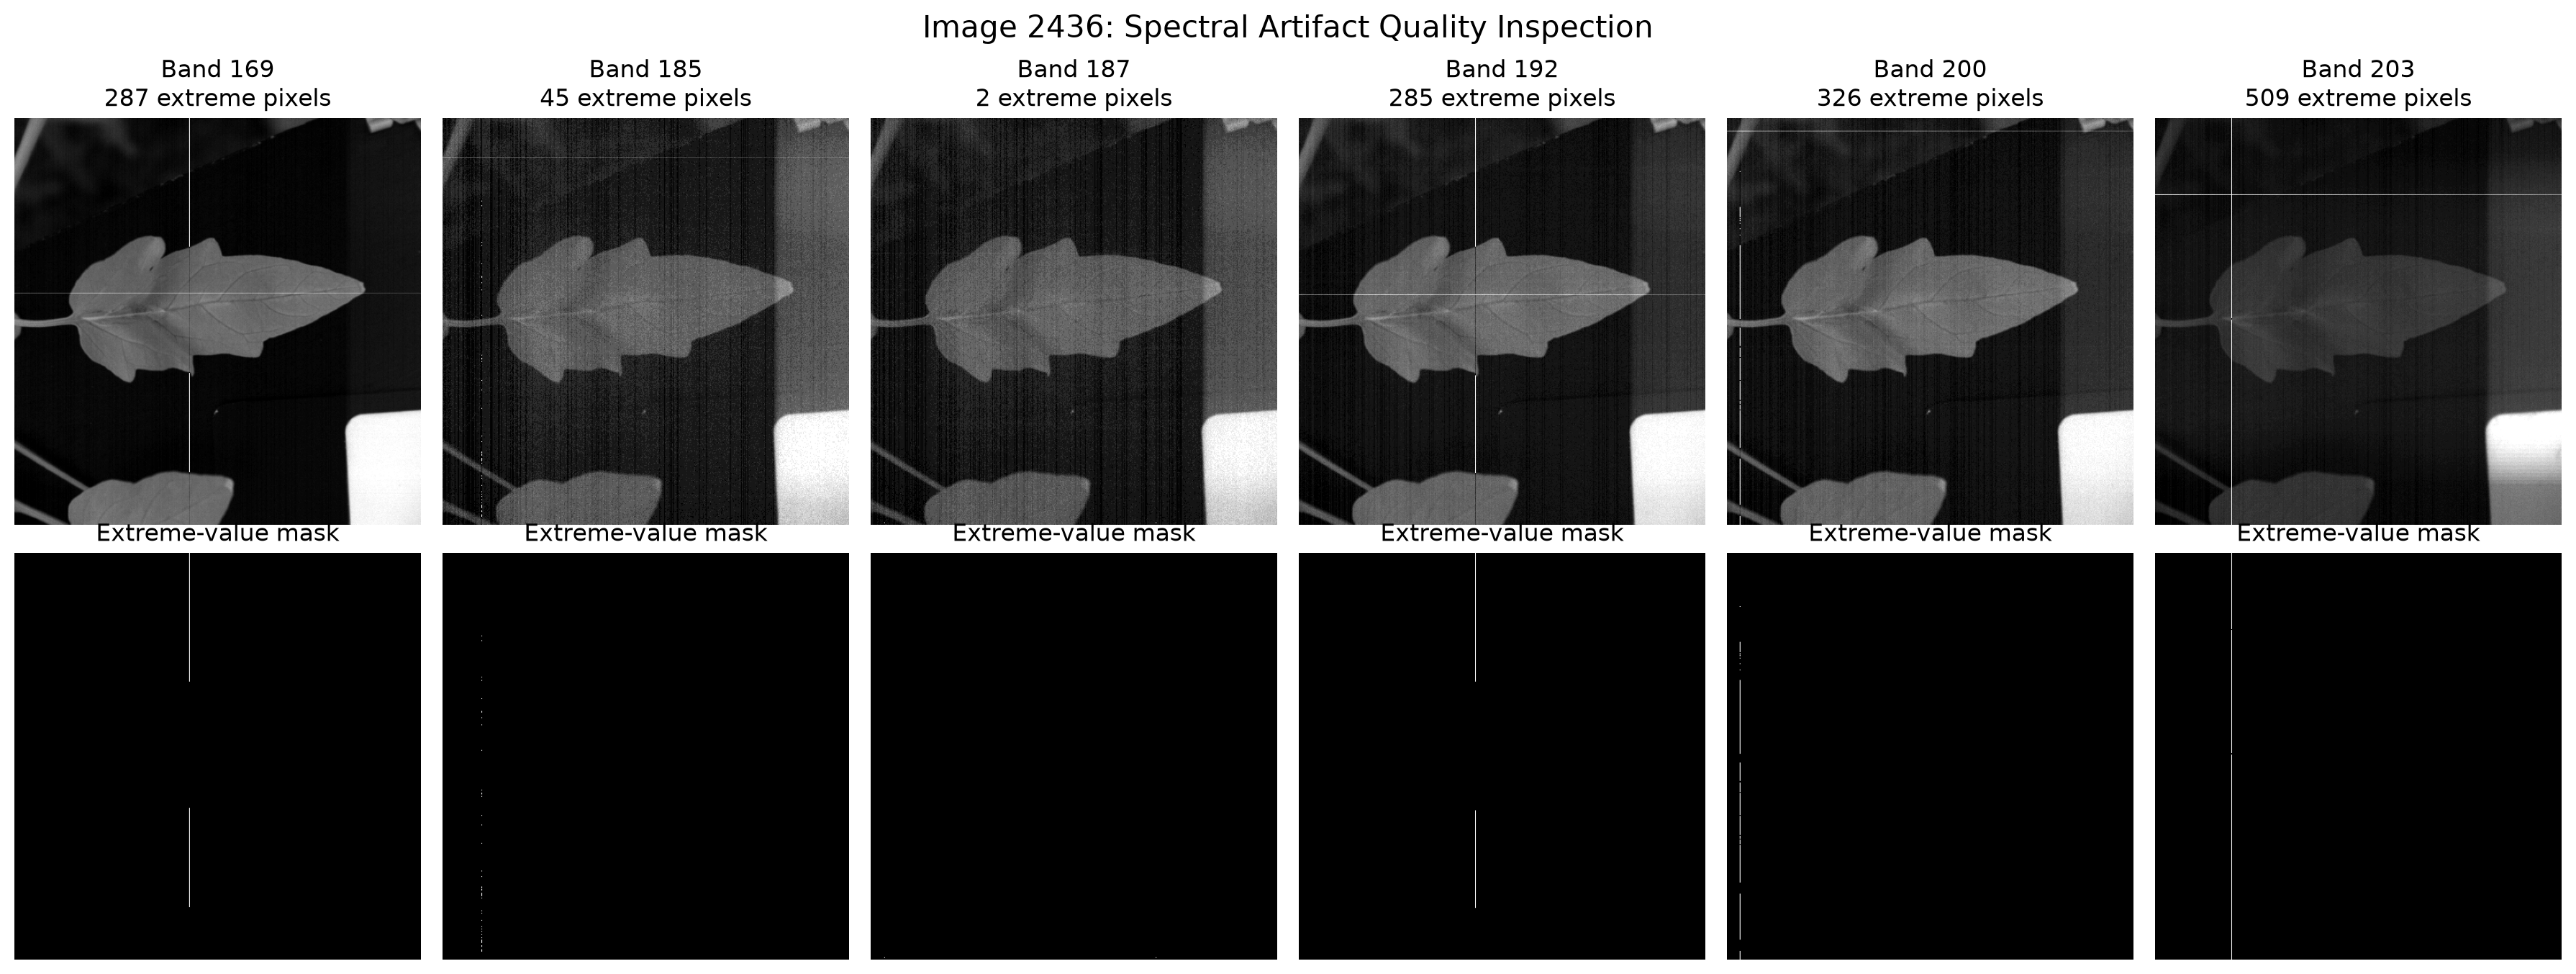 Image 2436: Spectral Artifact Quality Inspection
Band 169
287 extreme pixels
Band 185
45 extreme pixels
Band 187
2 extreme pixels
Band 192
285 extreme pixels
Band 200
326 extreme pixels
Band 203
509 extreme pixels
Extreme-value mask
Extreme-value mask
Extreme-value mask
Extreme-value mask
Extreme-value mask
Extreme-value mask